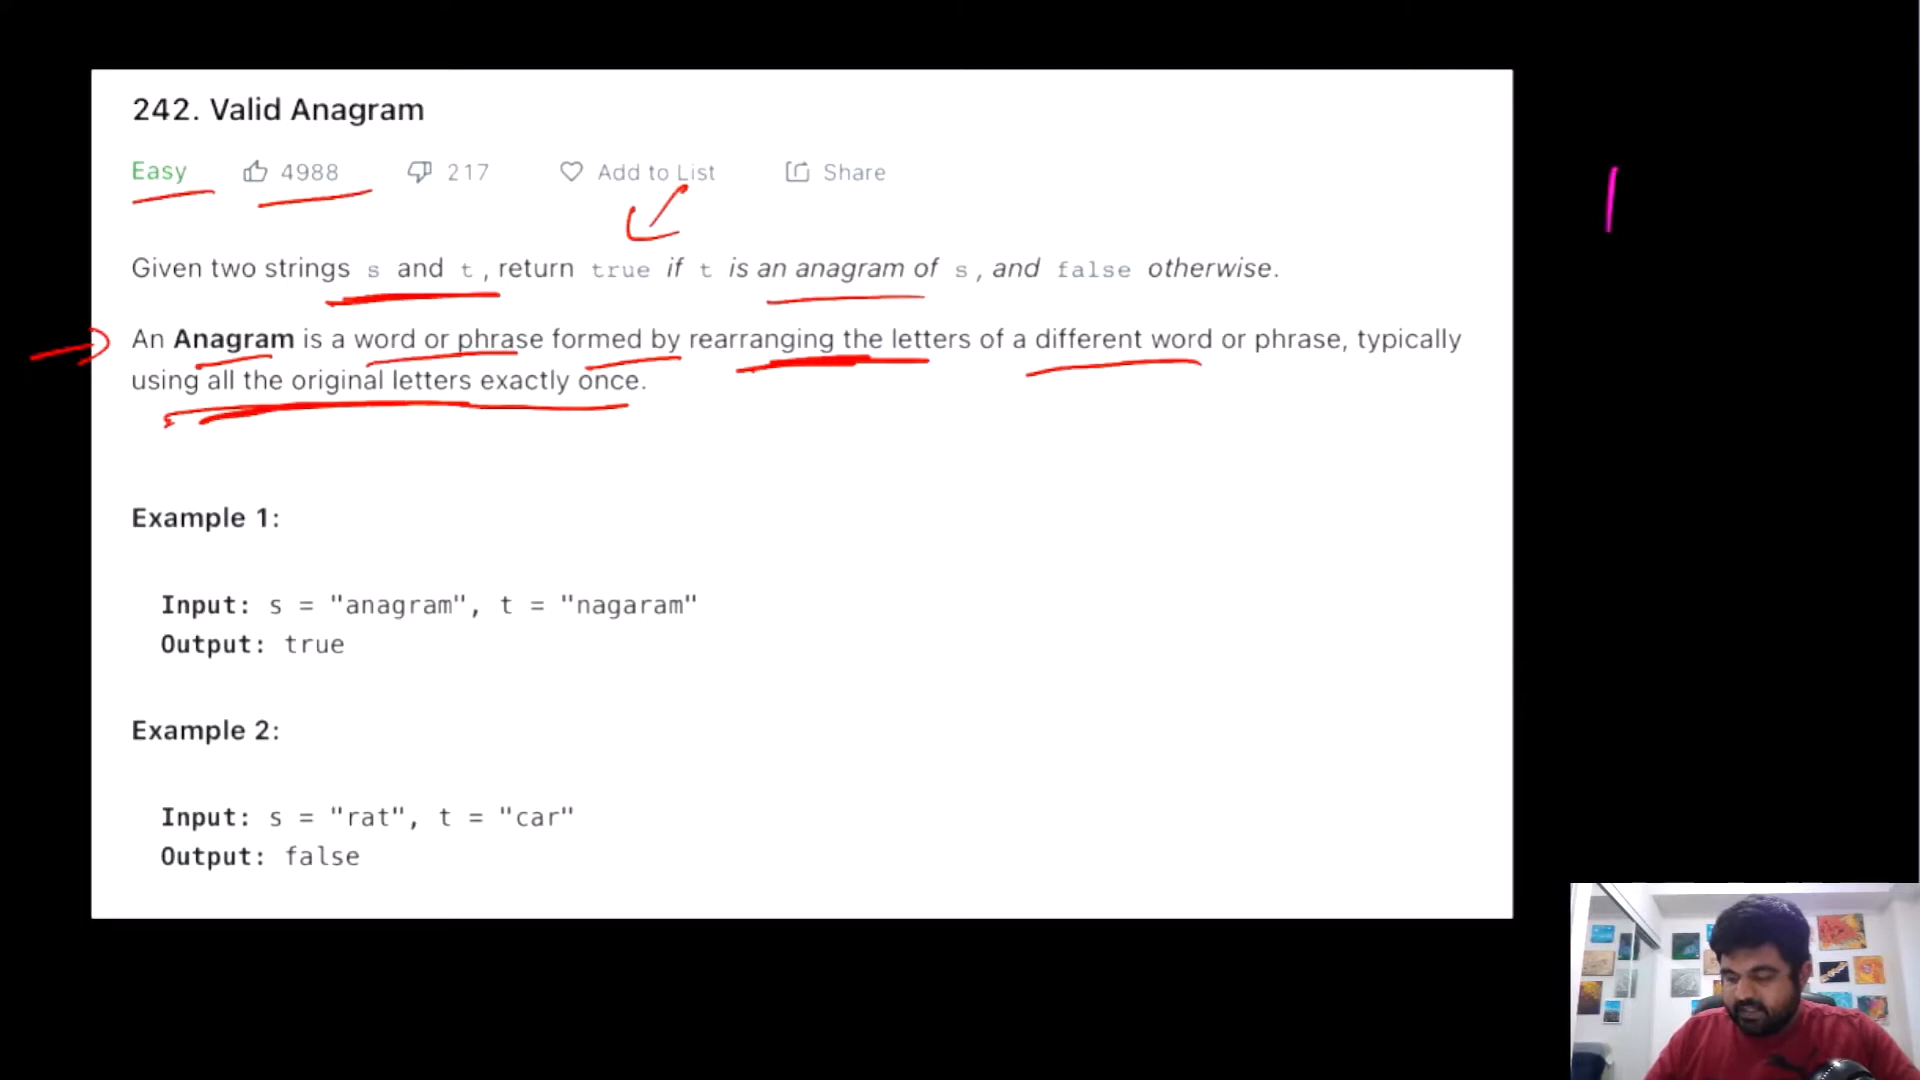 242. Valid Anagram
Easy 4988 217 Add to List Share
Given two strings s and t, return true if t is an anagram of s, and false otherwise.
An Anagram is a word or phrase formed by rearranging the letters of a different word or phrase, typically
using all the original letters exactly once.
Example 1:
Input: s = "anagram", t = "nagaram"
Output: true
Example 2:
Input: s = "rat", t = "car"
Output: false